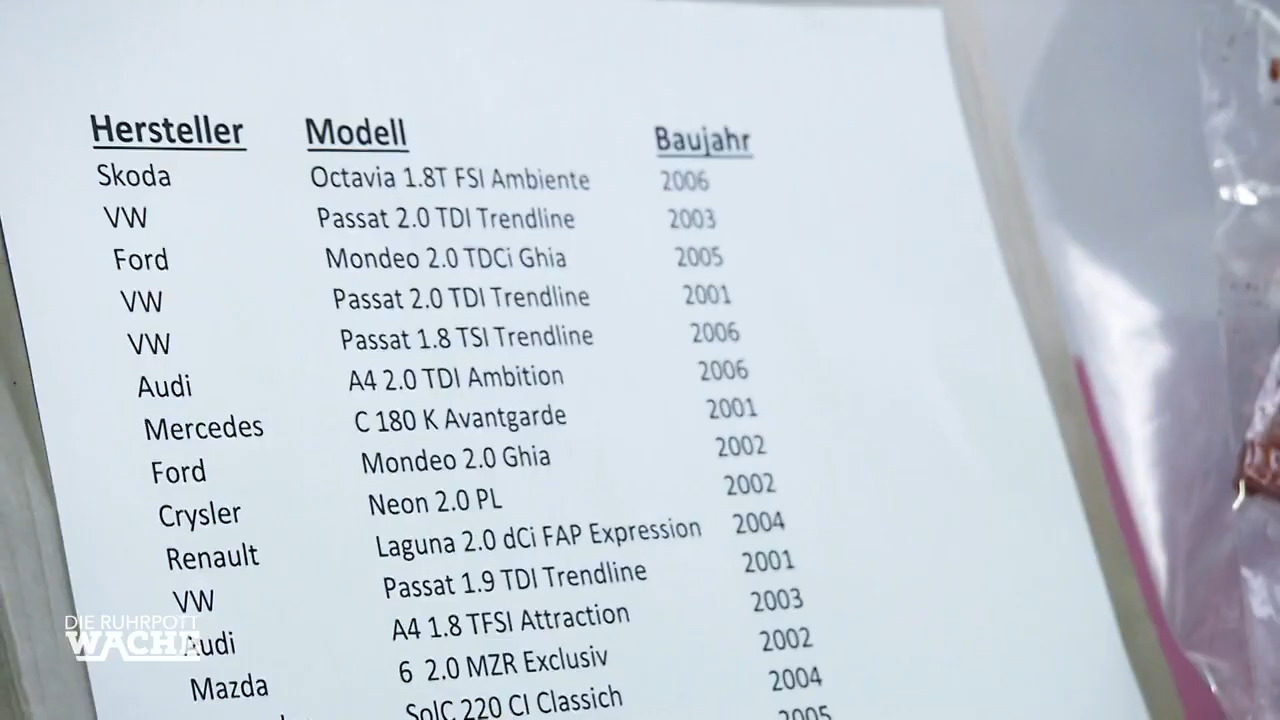 Hersteller Modell Baujahr
Skoda Octavia 1.8T FSI Ambiente 2006
VW Passat 2.0 TDI Trendline 2003
Ford Mondeo 2.0 TDCi Ghia 2005
VW Passat 2.0 TDI Trendline 2001
VW Passat 1.8 TSI Trendline 2006
Audi A4 2.0 TDI Ambition 2006
Mercedes C 180 K Avantgarde 2001
Ford Mondeo 2.0 Ghia 2002
Crysler Neon 2.0 PL 2002
Renault Laguna 2.0 dCi FAP Expression 2004
VW Passat 1.9 TDI Trendline 2001
Audi A4 1.8 TFSI Attraction 2003
Mazda 6 2.0 MZR Exclusiv 2002
SolC 220 CI Classich 2004
2005
DIE RUHRPOTT
WACHE